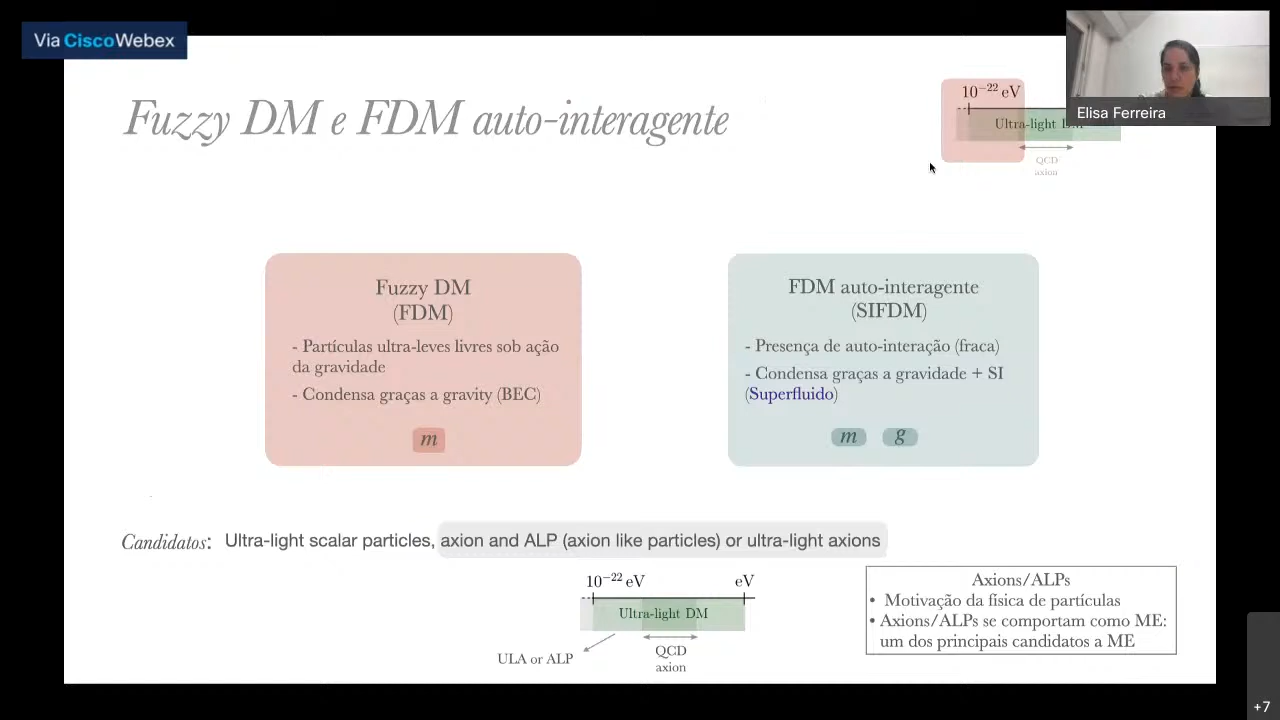 Via Cisco Webex
Fuzzy DM e FDM auto-interagente
10⁻²² eV
Ultra-light DM
QCD
axion
Elisa Ferreira
Fuzzy DM
(FDM)
- Partículas ultra-leves livres sob ação
da gravidade
- Condensa graças a gravity (BEC)
m
FDM auto-interagente
(SIFDM)
- Presença de auto-interação (fraca)
- Condensa graças a gravidade + SI
(Superfluido)
m g
Candidatos: Ultra-light scalar particles, axion and ALP (axion like particles) or ultra-light axions
10⁻²² eV eV
Ultra-light DM
ULA or ALP
QCD
axion
Axions/ALPs
• Motivação da física de partículas
• Axions/ALPs se comportam como ME:
um dos principais candidatos a ME
+7